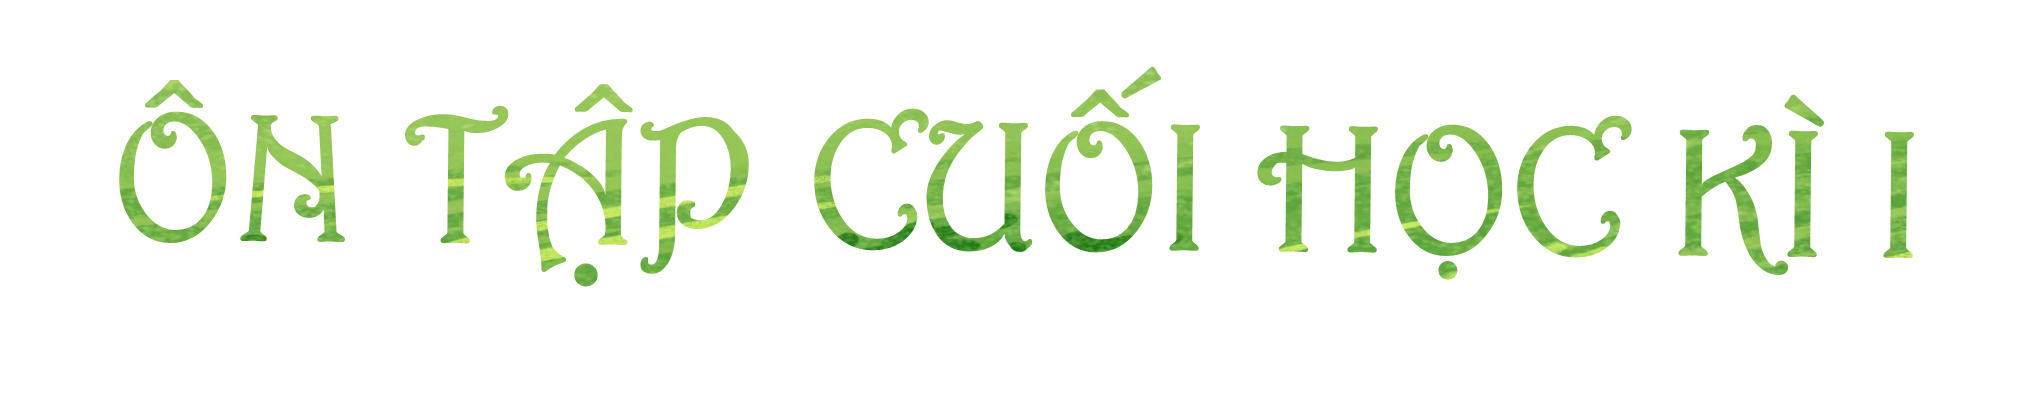 ÔN TẬP CUỐI HỌC KÌ I